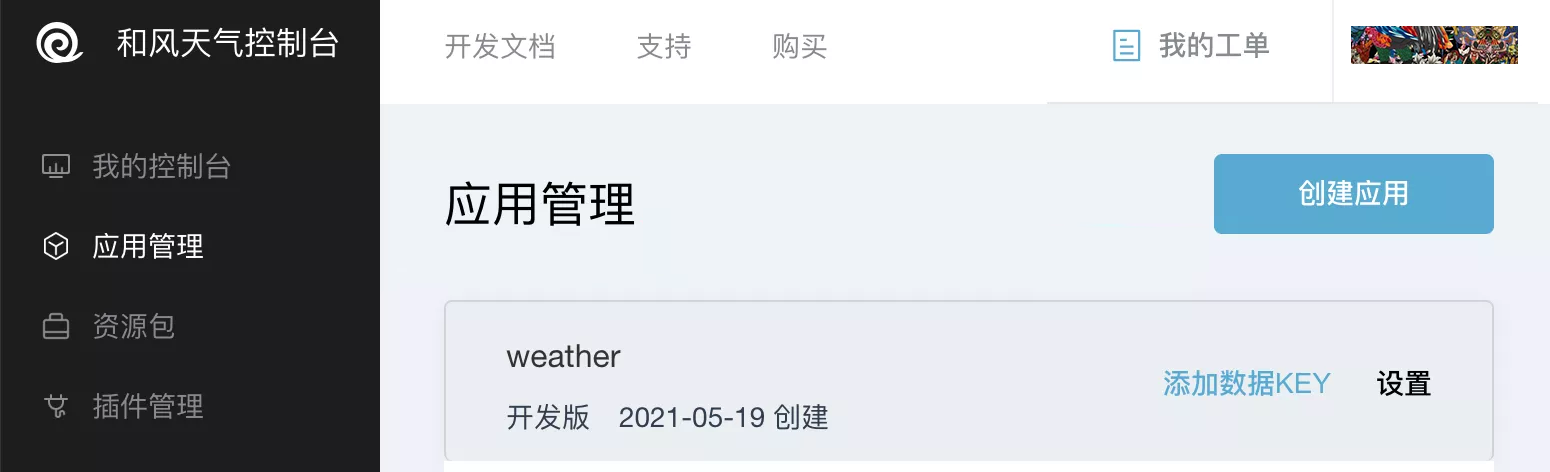 和风天气控制台
开发文档 支持 购买 我的工单
我的控制台
应用管理
资源包
插件管理
应用管理
创建应用
weather
开发版 2021-05-19 创建
添加数据KEY 设置